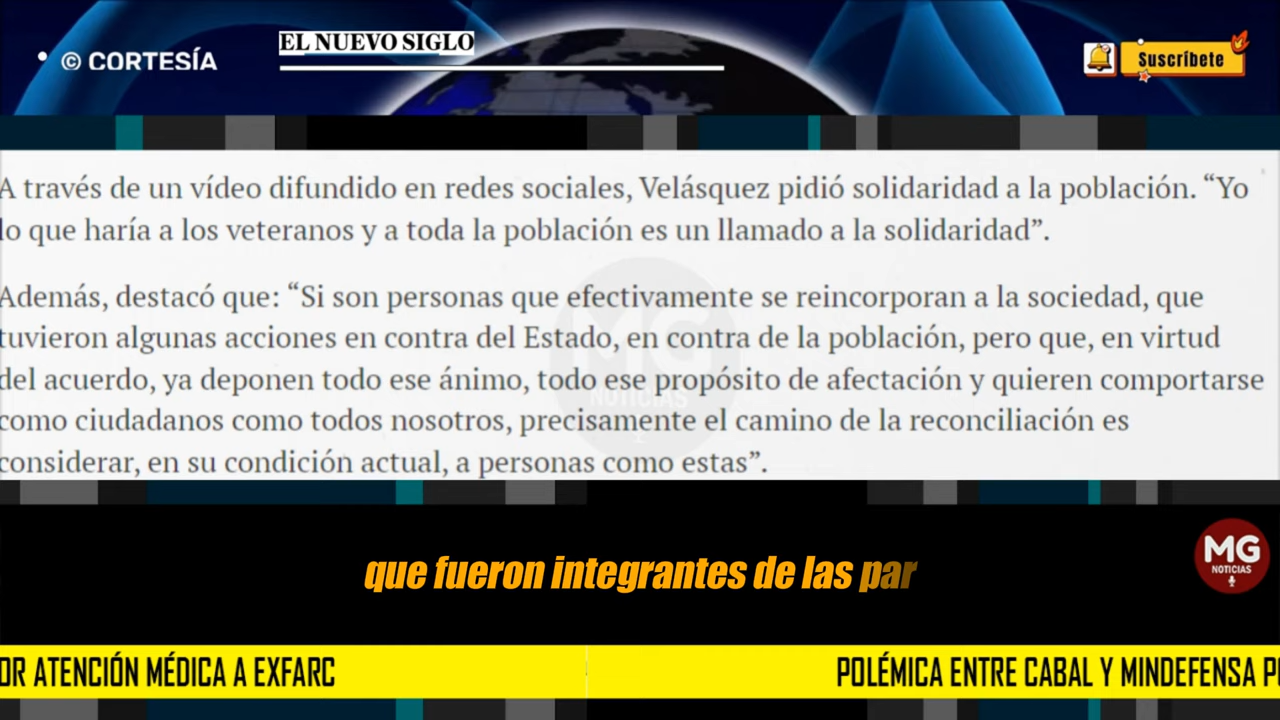 © CORTESÍA
EL NUEVO SIGLO
Suscríbete
A través de un vídeo difundido en redes sociales, Velásquez pidió solidaridad a la población. “Yo
lo que haría a los veteranos y a toda la población es un llamado a la solidaridad”.
Además, destacó que: “Si son personas que efectivamente se reincorporan a la sociedad, que
tuvieron algunas acciones en contra del Estado, en contra de la población, pero que, en virtud
del acuerdo, ya deponen todo ese ánimo, todo ese propósito de afectación y quieren comportarse
como ciudadanos como todos nosotros, precisamente el camino de la reconciliación es
considerar, en su condición actual, a personas como estas”.
MG
NOTICIAS
que fueron integrantes de las par
MG
NOTICIAS
OR ATENCIÓN MÉDICA A EXFARC
POLÉMICA ENTRE CABAL Y MINDEFENSA P